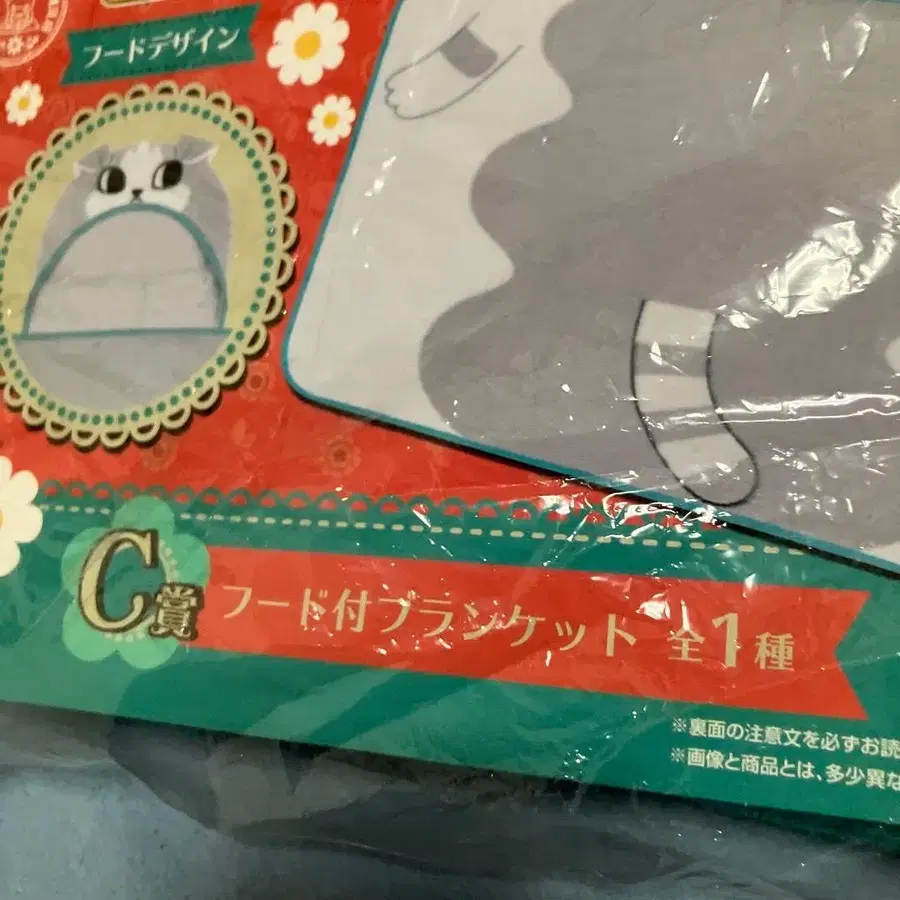 フードデザイン
C賞 フード付ブランケット 全1種
※裏面の注意文を必ずお読
※画像と商品とは、多少異な